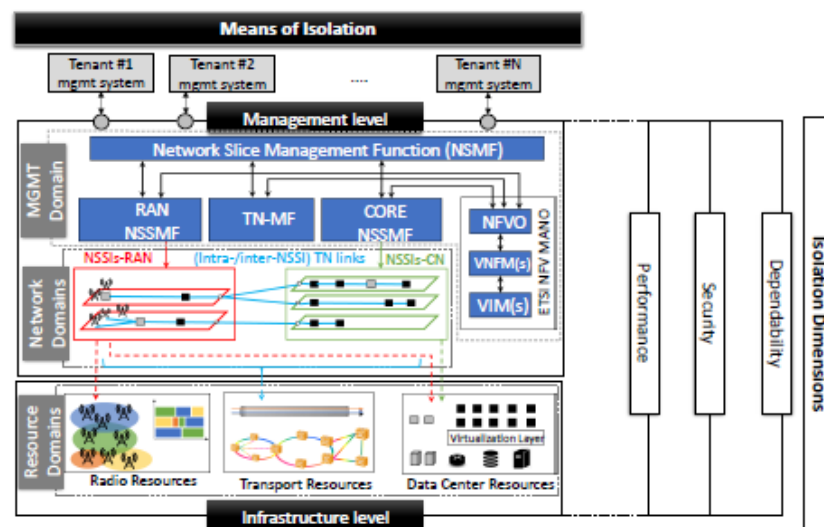 Means of Isolation
Tenant #1
mgmt system
Tenant #2
mgmt system
....
Tenant #N
mgmt system
Management level
MGMT
Domain
Network Slice Management Function (NSMF)
RAN
NSSMF
TN-MF
CORE
NSSMF
NFVO
VNFM(s)
VIM(s)
ETSI NFV MANO
Network
Domains
NSSIs-RAN
(Intra-/inter-NSSI) TN links
NSSIs-CN
Resource
Domains
Virtualization Layer
Radio Resources
Transport Resources
Data Center Resources
Infrastructure level
Performance
Security
Dependability
Isolation Dimensions